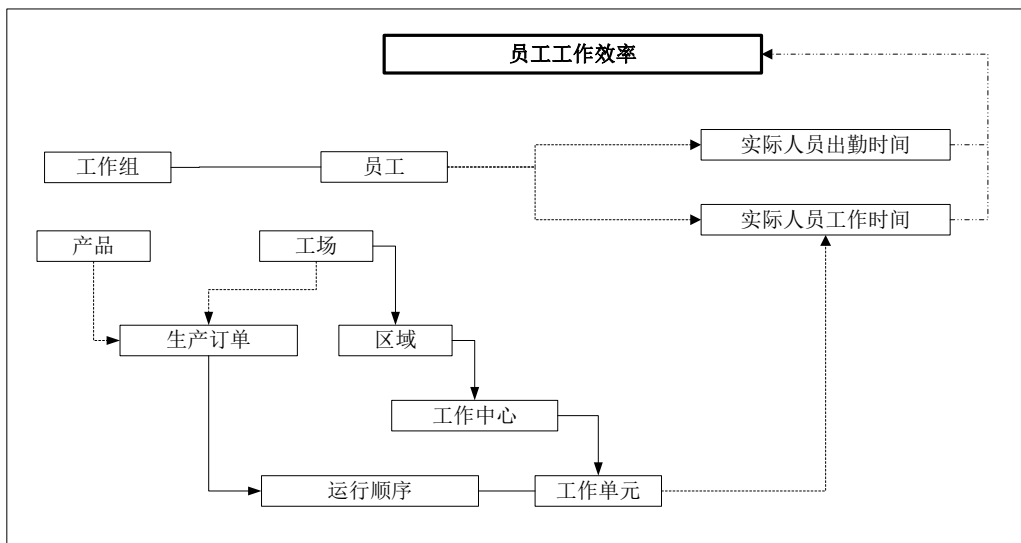 员工工作效率
实际人员出勤时间
工作组
员工
实际人员工作时间
产品
工场
生产订单
区域
工作中心
运行顺序
工作单元